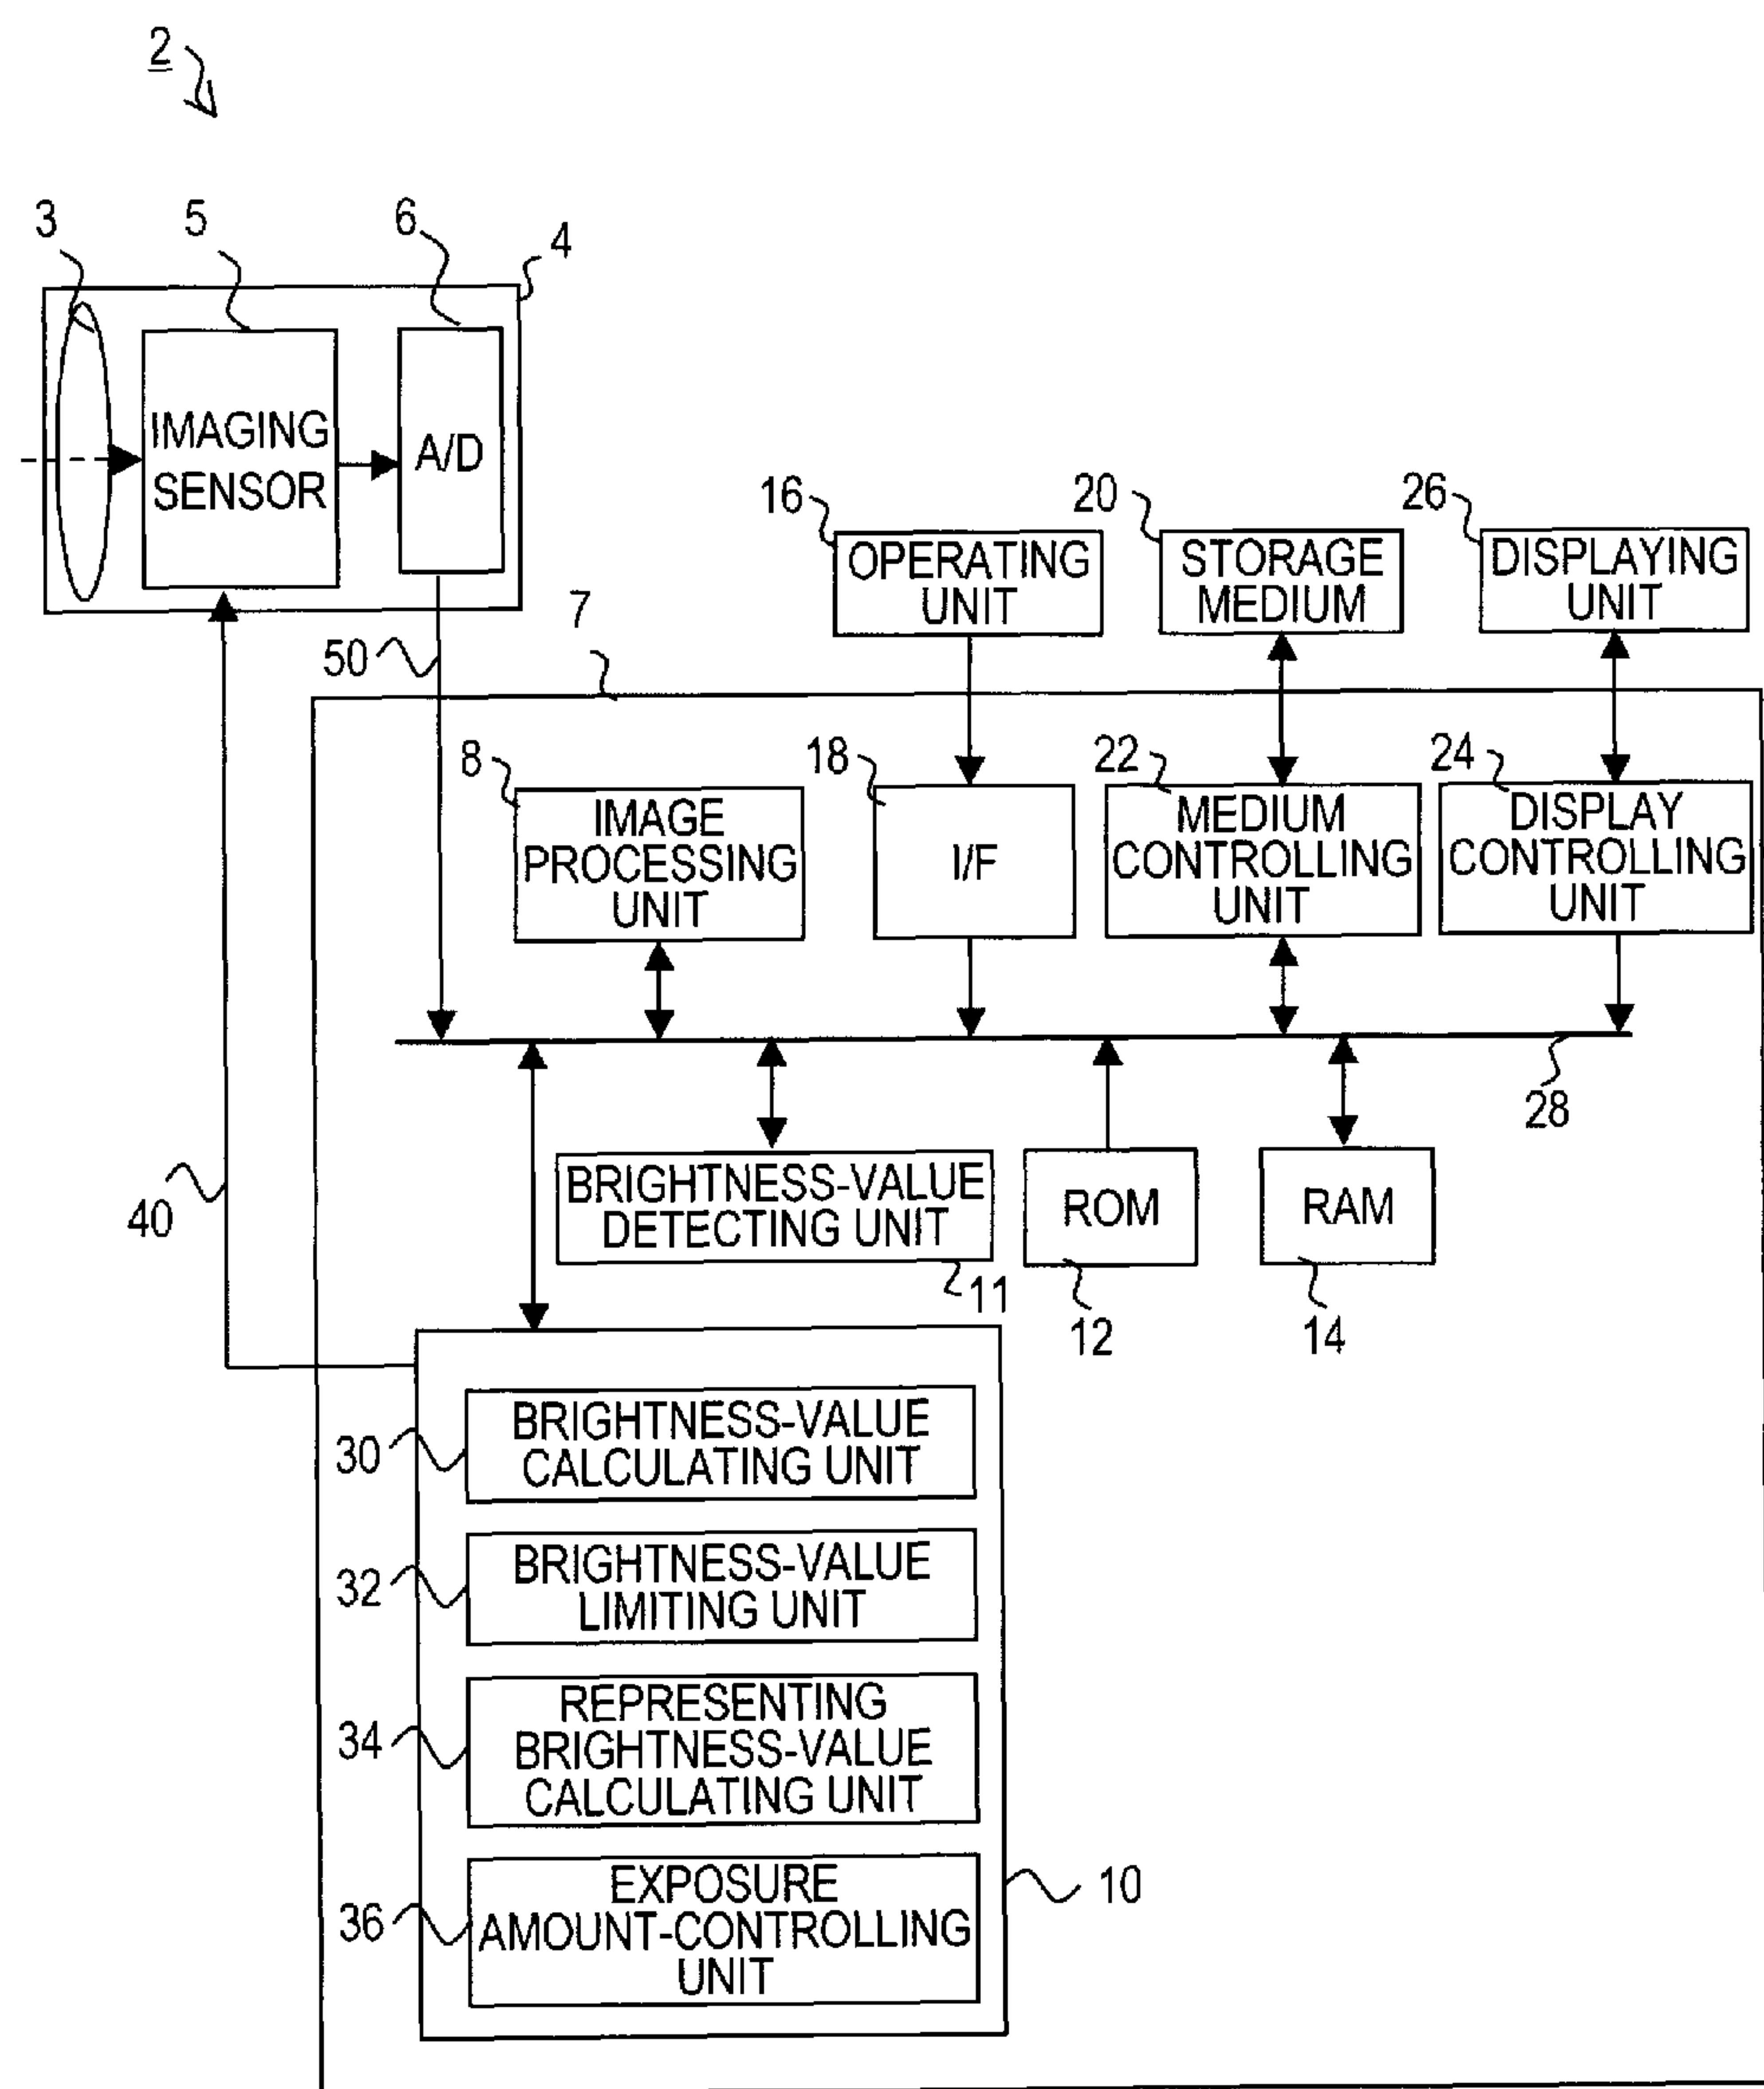 2
3
5
6
4
IMAGING
SENSOR
A/D
16
20
26
OPERATING
UNIT
STORAGE
MEDIUM
DISPLAYING
UNIT
7
50
8
18
22
24
IMAGE
PROCESSING
UNIT
I/F
MEDIUM
CONTROLLING
UNIT
DISPLAY
CONTROLLING
UNIT
28
40
BRIGHTNESS-VALUE
DETECTING UNIT
ROM
RAM
11
12
14
30
BRIGHTNESS-VALUE
CALCULATING UNIT
32
BRIGHTNESS-VALUE
LIMITING UNIT
34
REPRESENTING
BRIGHTNESS-VALUE
CALCULATING UNIT
36
EXPOSURE
AMOUNT-CONTROLLING
UNIT
10